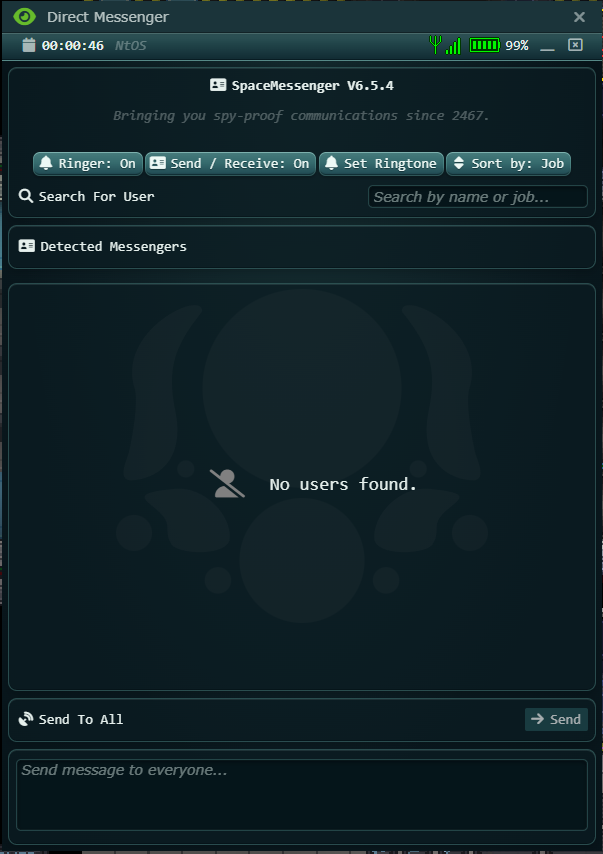 Direct Messenger
00:00:46 NtOS 99%
SpaceMessenger V6.5.4
Bringing you spy-proof communications since 2467.
Ringer: On Send / Receive: On Set Ringtone Sort by: Job
Search For User Search by name or job...
Detected Messengers
No users found.
Send To All Send
Send message to everyone...